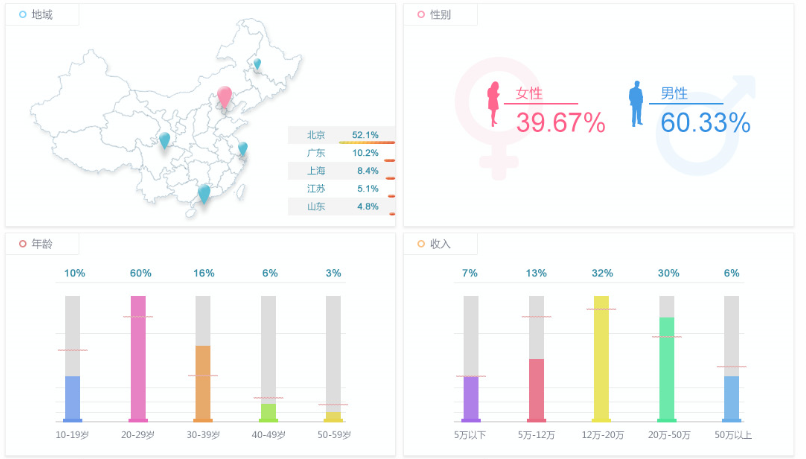 地域
北京 52.1%
广东 10.2%
上海 8.4%
江苏 5.1%
山东 4.8%
性别
女性
39.67%
男性
60.33%
年龄
10% 60% 16% 6% 3%
10-19岁 20-29岁 30-39岁 40-49岁 50-59岁
收入
7% 13% 32% 30% 6%
5万以下 5万-12万 12万-20万 20万-50万 50万以上